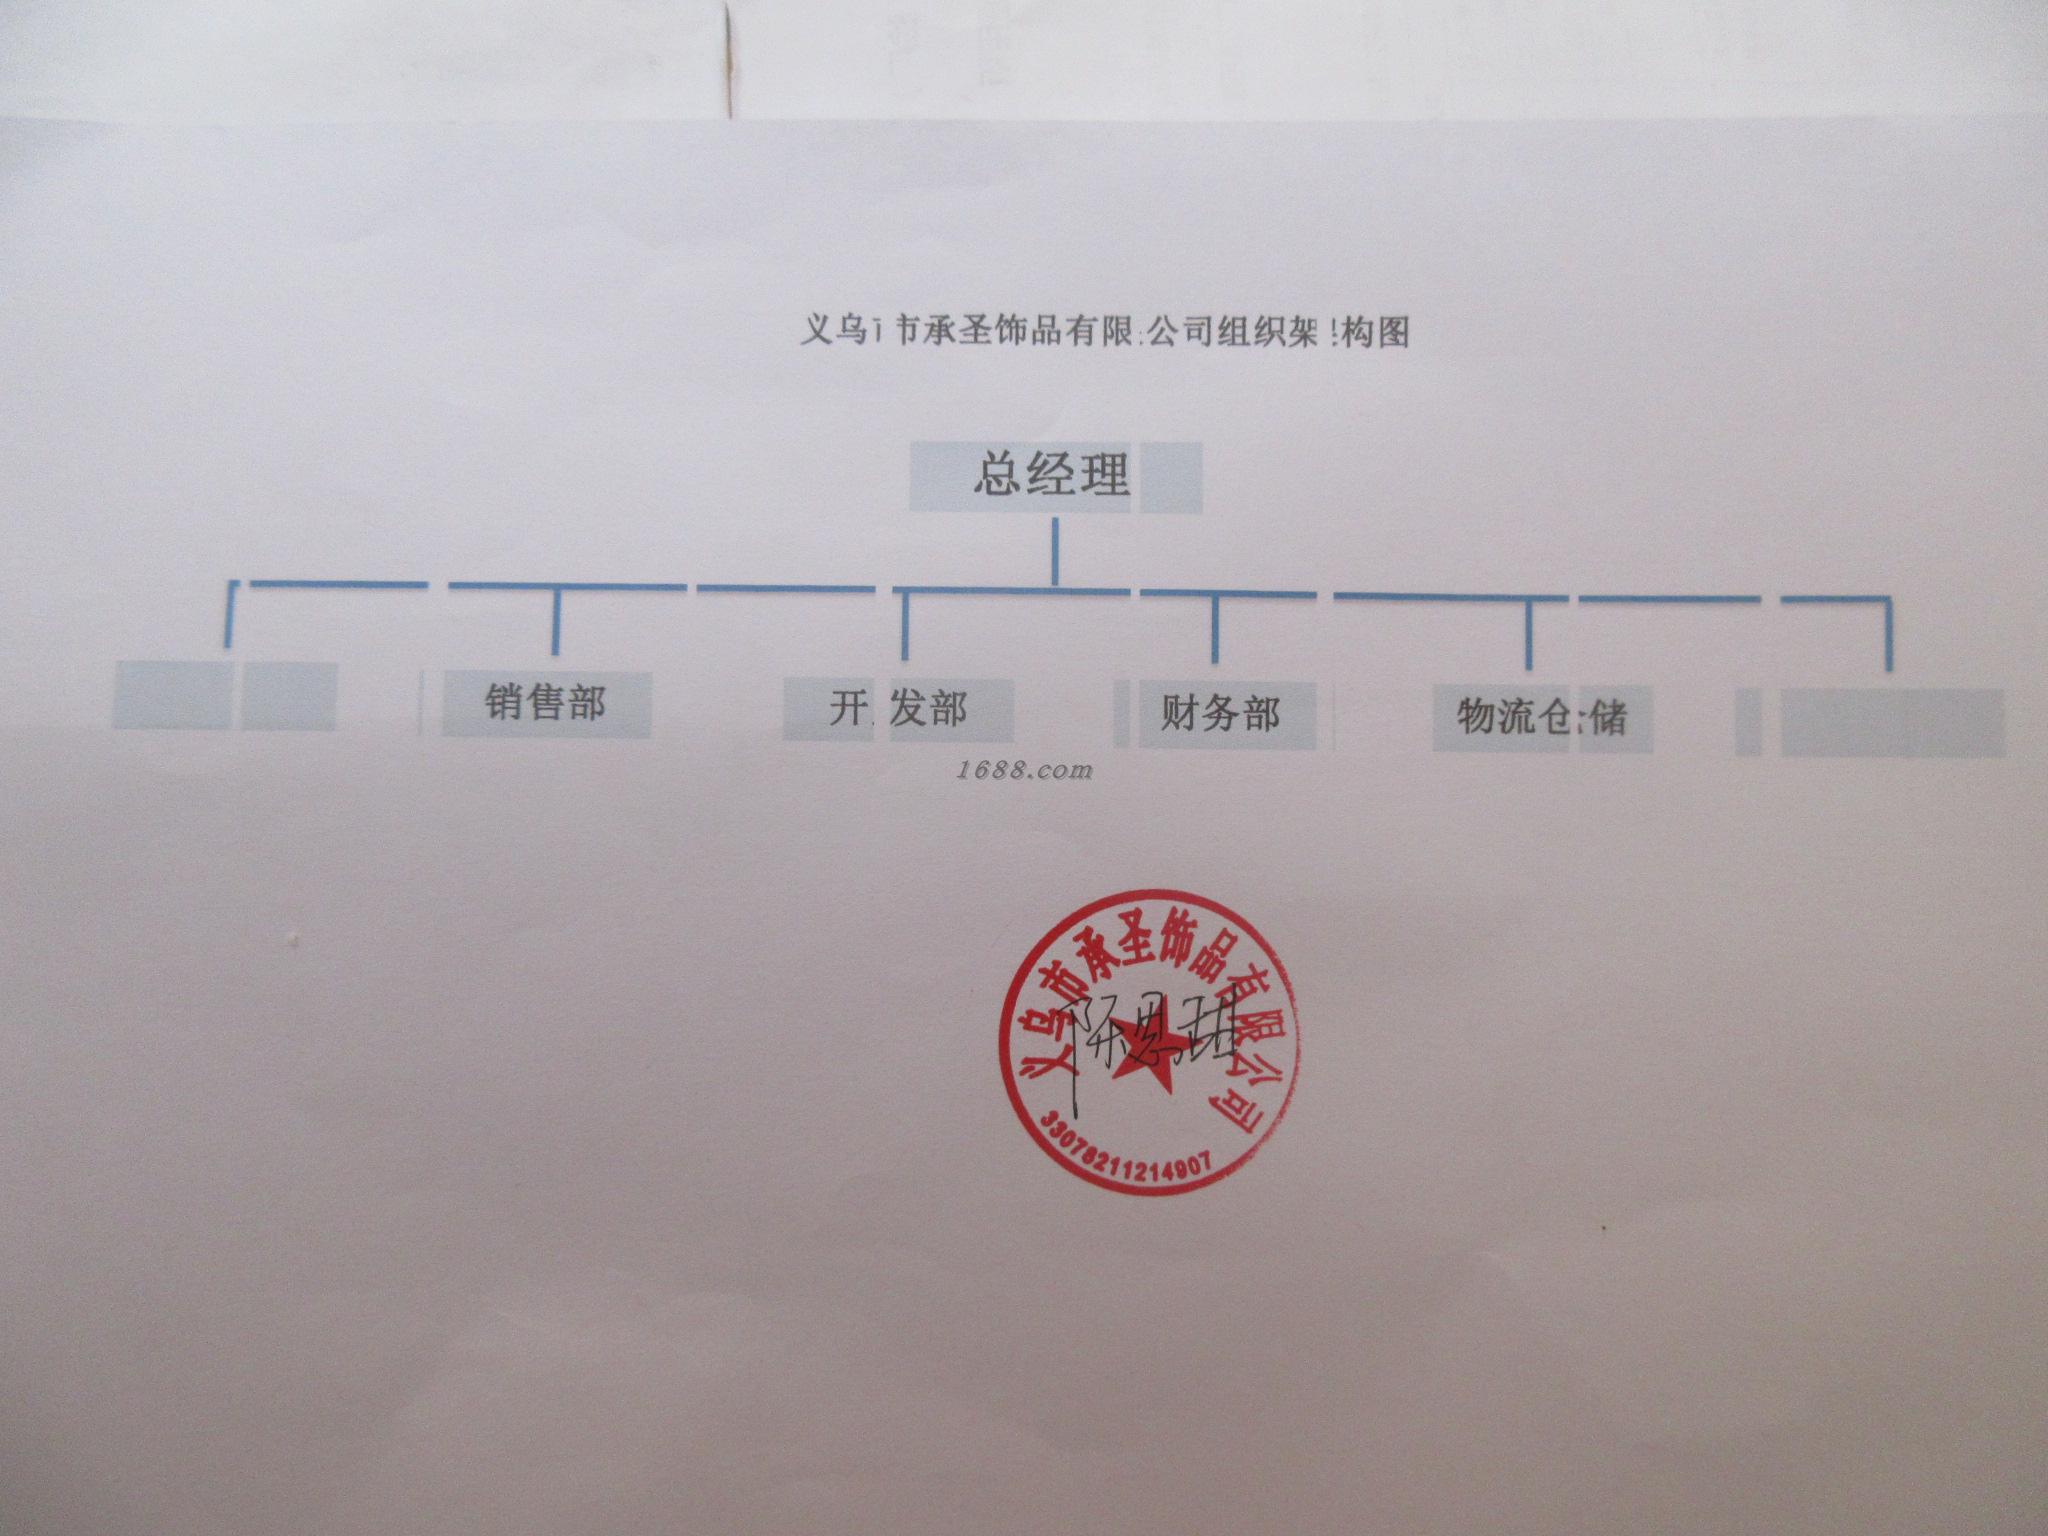 义乌市承圣饰品有限公司组织架构图
总经理
销售部 开发部 财务部 物流仓储
1688.com
义乌市承圣饰品有限公司
陈恩
33078211214907